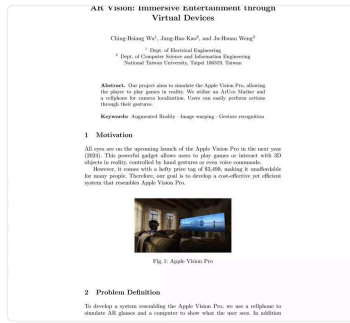 AR Vision: Immersive Entertainment through
Virtual Devices
Ching-Hsiang Wu¹, Jung-Hao Kao², and Ju-Hsuan Weng²
¹ Dept. of Electrical Engineering
² Dept. of Computer Science and Information Engineering
National Taiwan University, Taipei 106319, Taiwan
Abstract. Our project aims to simulate the Apple Vision Pro, allowing
the player to play games in reality. We utilize an ArUco Marker and
a cellphone for camera localization. Users can easily perform actions
through their gestures.
Keywords: Augmented Reality · Image warping · Gesture recognition
1 Motivation
All eyes are on the upcoming launch of the Apple Vision Pro in the next year
(2024). This powerful gadget allows users to play games or interact with 3D
objects in reality, controlled by hand gestures or even voice commands.
However, it comes with a hefty price tag of $3,499, making it unaffordable
for many people. Therefore, our goal is to develop a cost-effective yet efficient
system that resembles Apple Vision Pro.
Fig. 1: Apple Vision Pro
2 Problem Definition
To develop a system resembling the Apple Vision Pro, we use a cellphone to
simulate AR glasses and a computer to show what the user sees. In addition